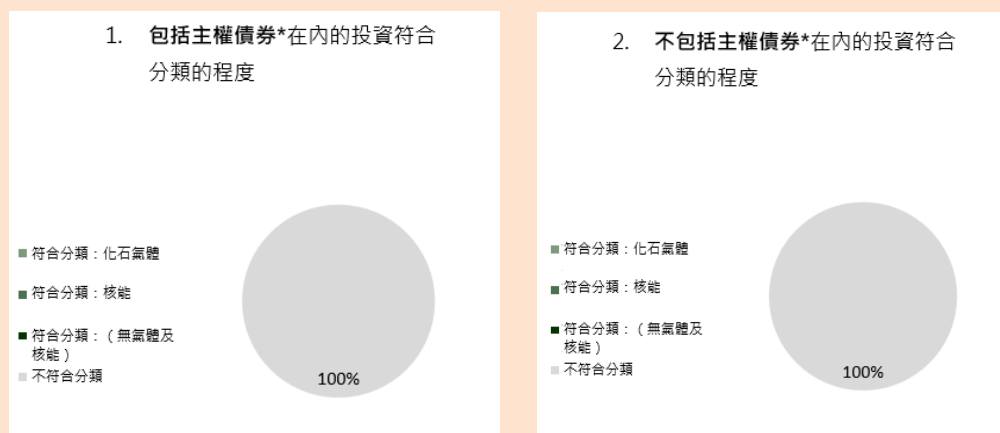 1. 包括主權債券*在內的投資符合
分類的程度
符合分類：化石氣體
符合分類：核能
符合分類：（無氣體及
核能）
不符合分類
100%
2. 不包括主權債券*在內的投資符合
分類的程度
符合分類：化石氣體
符合分類：核能
符合分類：（無氣體及
核能）
不符合分類
100%